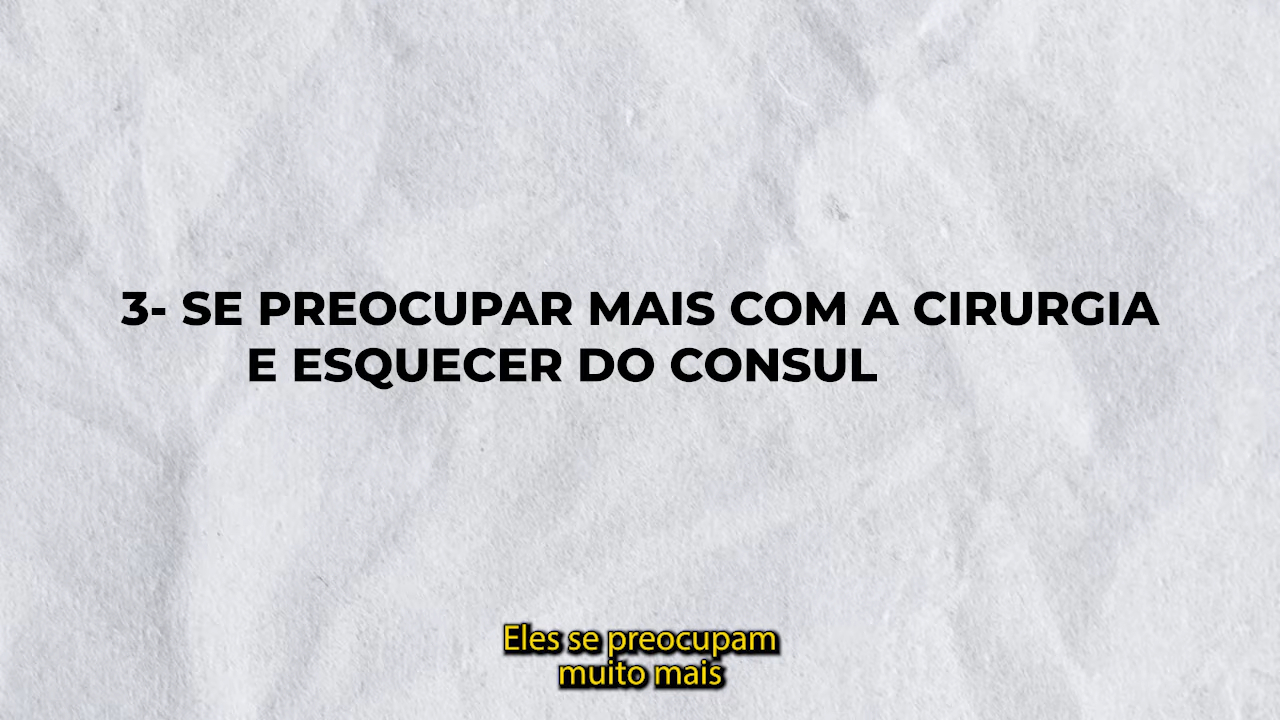 3- SE PREOCUPAR MAIS COM A CIRURGIA
E ESQUECER DO CONSUL
Eles se preocupam
muito mais